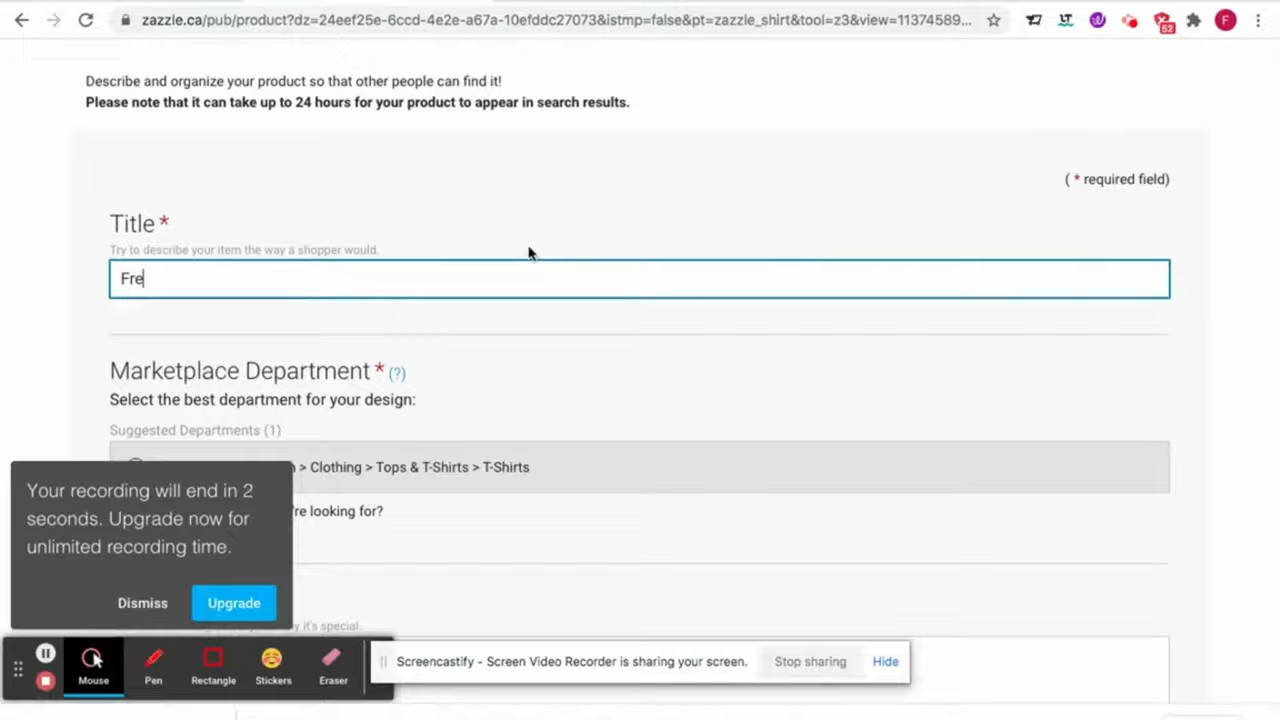 zazzle.ca/pub/product?dz=24eef25e-6ccd-4e2e-a67a-10efddc27073&istmp=false&pt=zazzle_shirt&tool=z3&view=11374589...
LT
52
F
Describe and organize your product so that other people can find it!
Please note that it can take up to 24 hours for your product to appear in search results.
( * required field)
Title *
Try to describe your item the way a shopper would.
Fre
Marketplace Department * (?)
Select the best department for your design:
Suggested Departments (1)
> Clothing > Tops & T-Shirts > T-Shirts
're looking for?
Your recording will end in 2
seconds. Upgrade now for
unlimited recording time.
Dismiss
Upgrade
it's special.
Mouse
Pen
Rectangle
Stickers
Eraser
Screencastify - Screen Video Recorder is sharing your screen.
Stop sharing
Hide